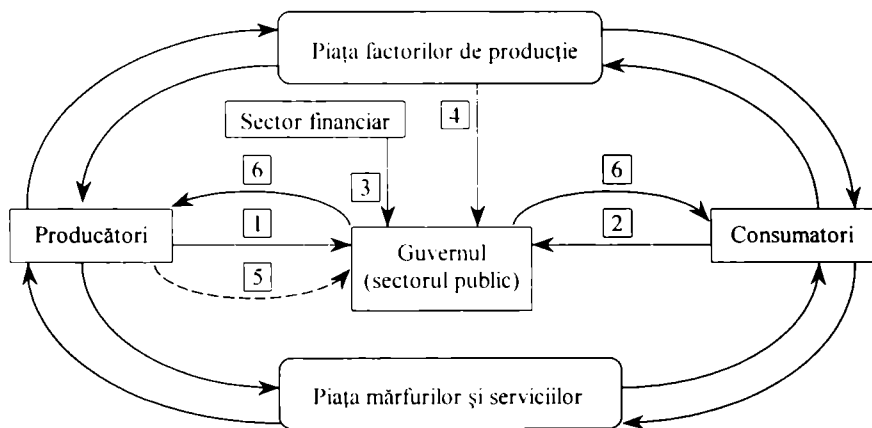 Piața factorilor de producție
Sector financiar
4
6
3
6
Producători
1
Guvernul
(sectorul public)
2
Consumatori
5
Piața mărfurilor și serviciilor